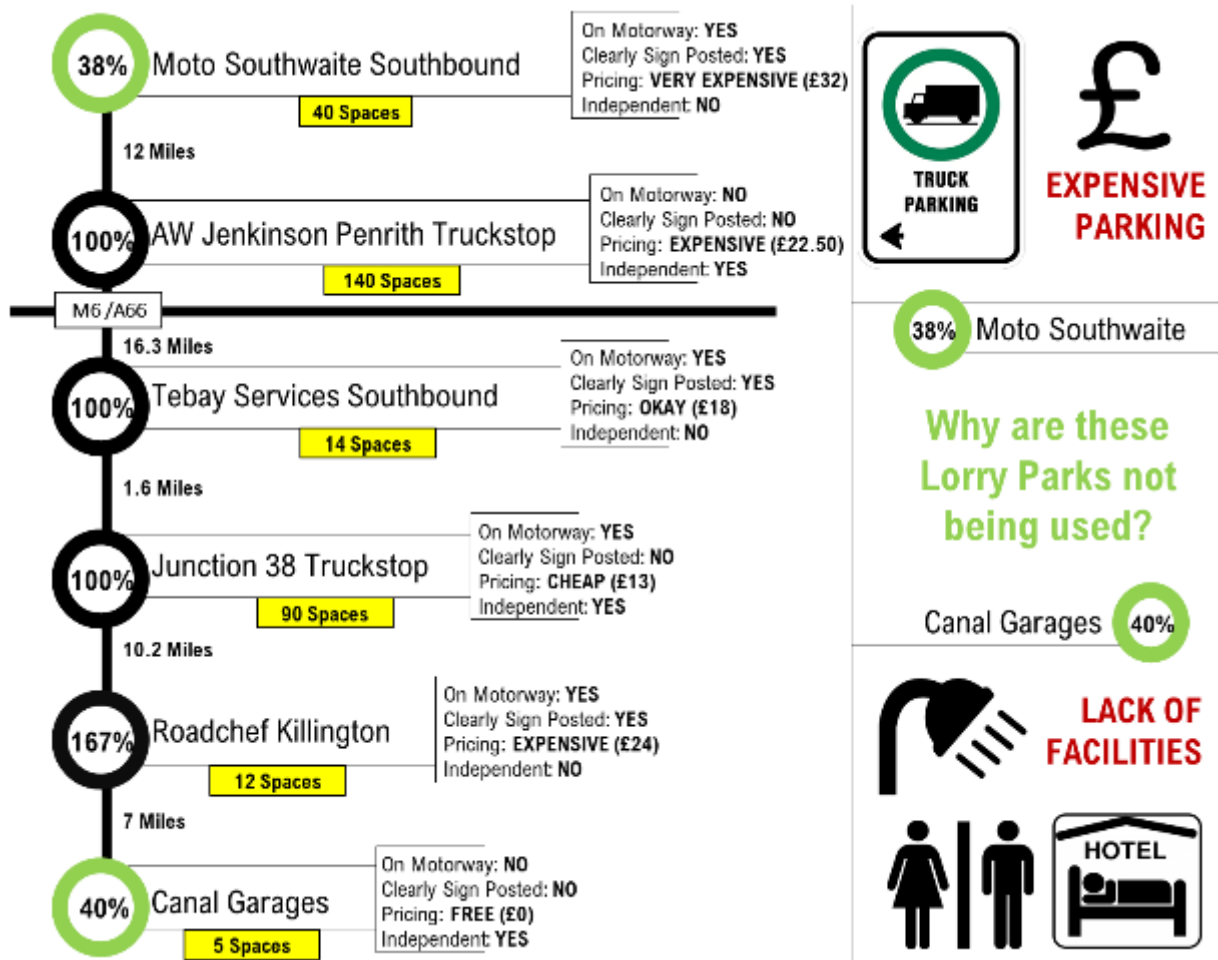 38%
Moto Southwaite Southbound
40 Spaces
On Motorway: YES
Clearly Sign Posted: YES
Pricing: VERY EXPENSIVE (£32)
Independent: NO
12 Miles
100%
AW Jenkinson Penrith Truckstop
140 Spaces
On Motorway: NO
Clearly Sign Posted: NO
Pricing: EXPENSIVE (£22.50)
Independent: YES
M6/A66
16.3 Miles
100%
Tebay Services Southbound
14 Spaces
On Motorway: YES
Clearly Sign Posted: YES
Pricing: OKAY (£18)
Independent: NO
1.6 Miles
100%
Junction 38 Truckstop
90 Spaces
On Motorway: YES
Clearly Sign Posted: NO
Pricing: CHEAP (£13)
Independent: YES
10.2 Miles
167%
Roadchef Killington
12 Spaces
On Motorway: YES
Clearly Sign Posted: YES
Pricing: EXPENSIVE (£24)
Independent: NO
7 Miles
40%
Canal Garages
5 Spaces
On Motorway: NO
Clearly Sign Posted: NO
Pricing: FREE (£0)
Independent: YES
TRUCK
PARKING
£
EXPENSIVE
PARKING
38% Moto Southwaite
Why are these
Lorry Parks not
being used?
Canal Garages 40%
LACK OF
FACILITIES
HOTEL